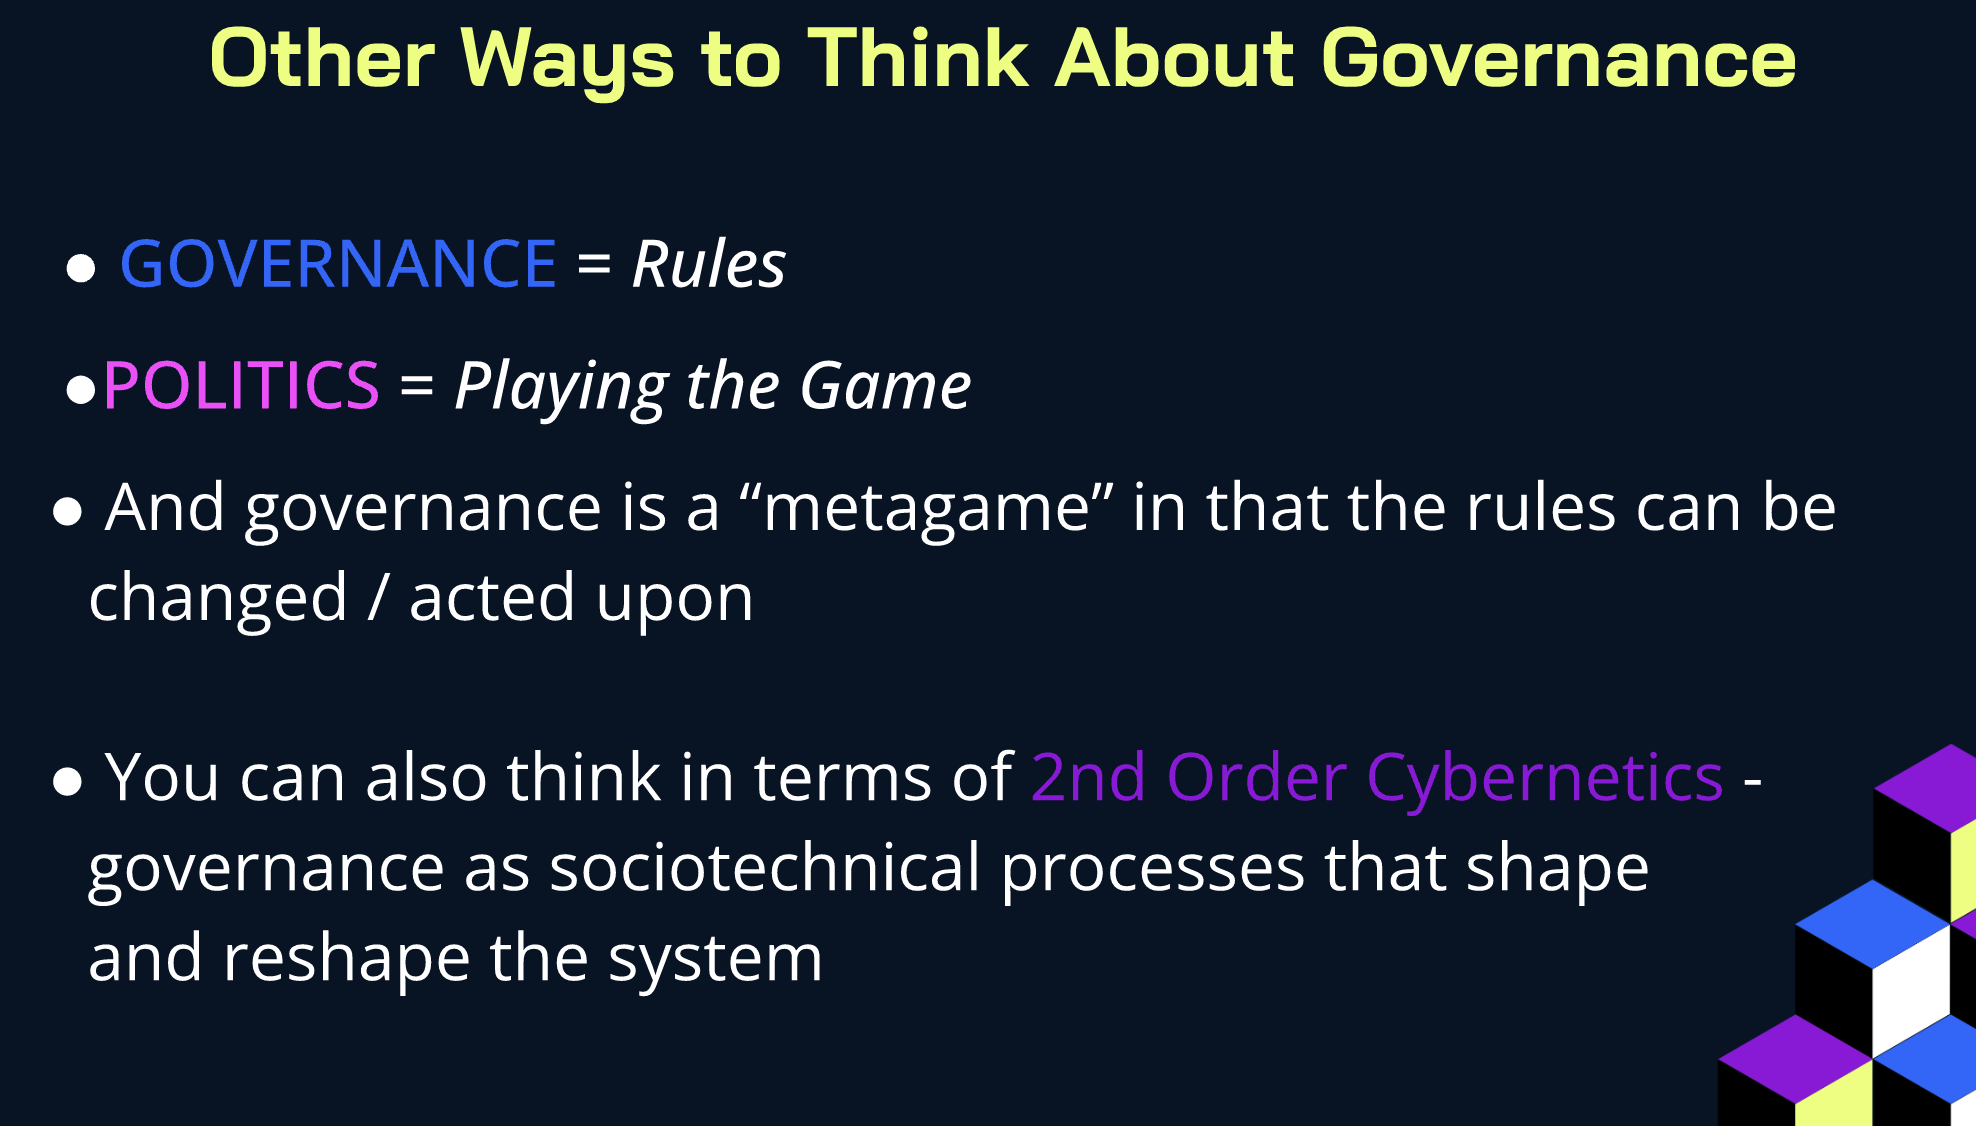 Other Ways to Think About Governance
● GOVERNANCE = Rules
●POLITICS = Playing the Game
● And governance is a “metagame” in that the rules can be
changed / acted upon
● You can also think in terms of 2nd Order Cybernetics -
governance as sociotechnical processes that shape
and reshape the system